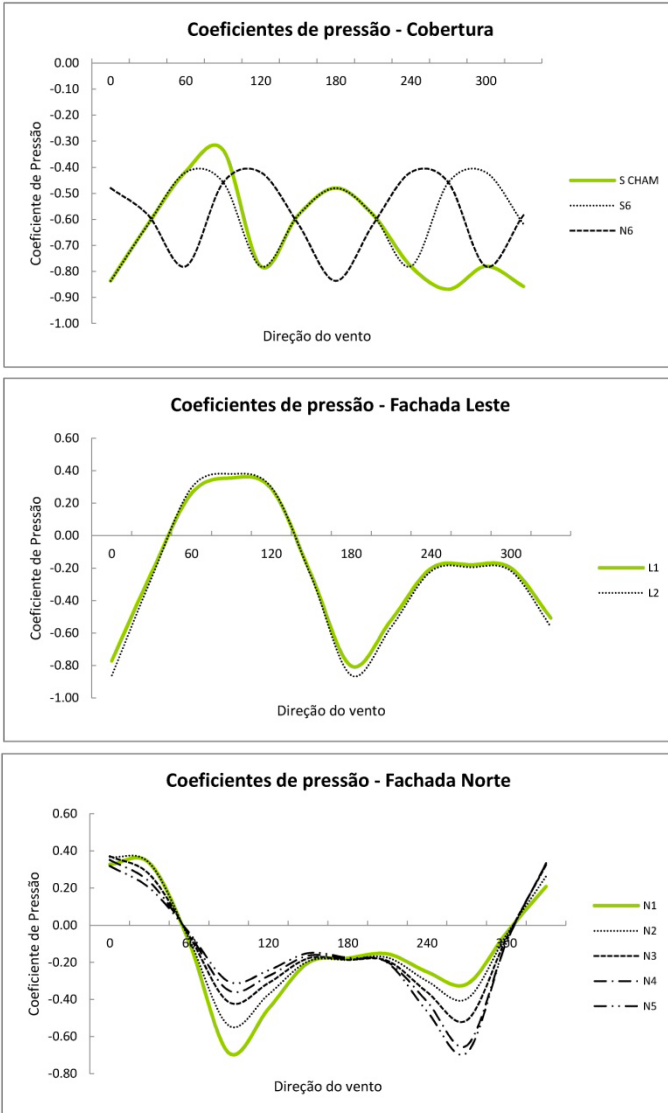 Coeficientes de pressão - Cobertura
0.00
-0.10
-0.20
-0.30
-0.40
-0.50
-0.60
-0.70
-0.80
-0.90
-1.00
0 60 120 180 240 300
Coeficiente de Pressão
Direção do vento
S CHAM
S6
N6
Coeficientes de pressão - Fachada Leste
0.60
0.40
0.20
0.00
-0.20
-0.40
-0.60
-0.80
-1.00
0 60 120 180 240 300
Coeficiente de Pressão
Direção do vento
L1
L2
Coeficientes de pressão - Fachada Norte
0.60
0.40
0.20
0.00
-0.20
-0.40
-0.60
-0.80
0 60 120 180 240 300
Coeficiente de Pressão
Direção do vento
N1
N2
N3
N4
N5